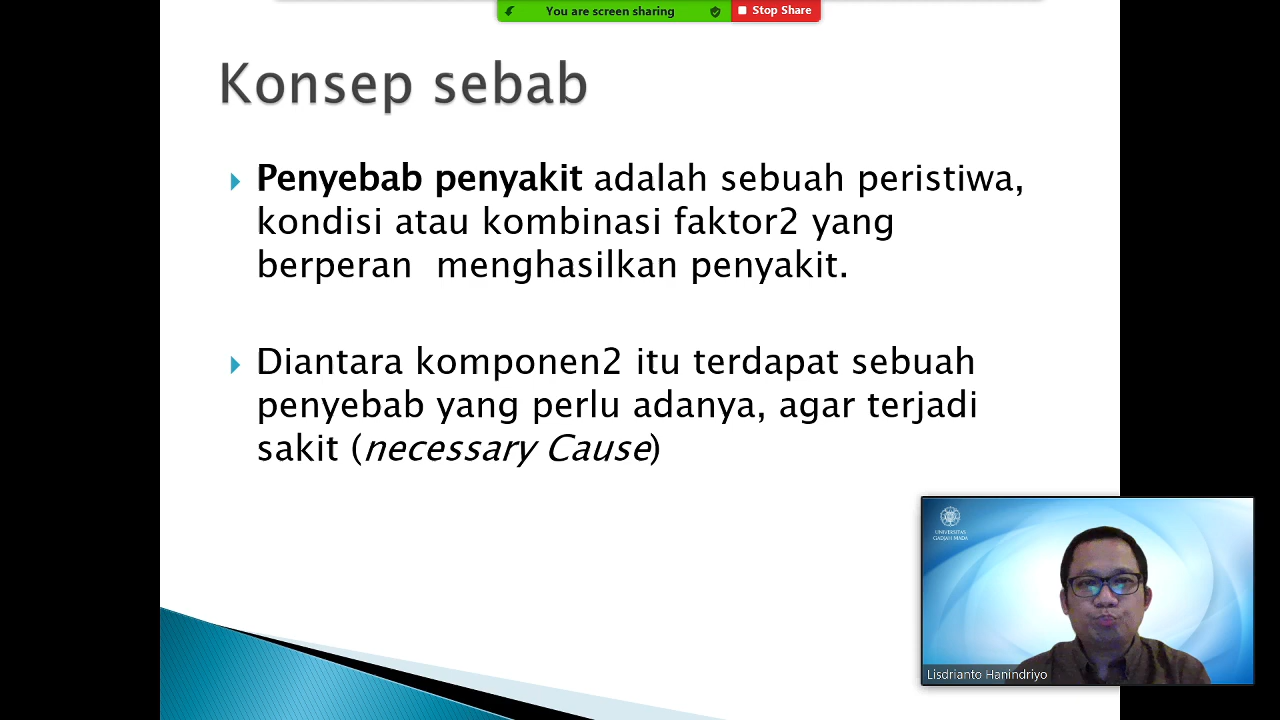 You are screen sharing
Stop Share
Konsep sebab
Penyebab penyakit adalah sebuah peristiwa,
kondisi atau kombinasi faktor2 yang
berperan  menghasilkan penyakit.
Diantara komponen2 itu terdapat sebuah
penyebab yang perlu adanya, agar terjadi
sakit (necessary Cause)
UNIVERSITAS
GADJAH MADA
Lisdrianto Hanindriyo